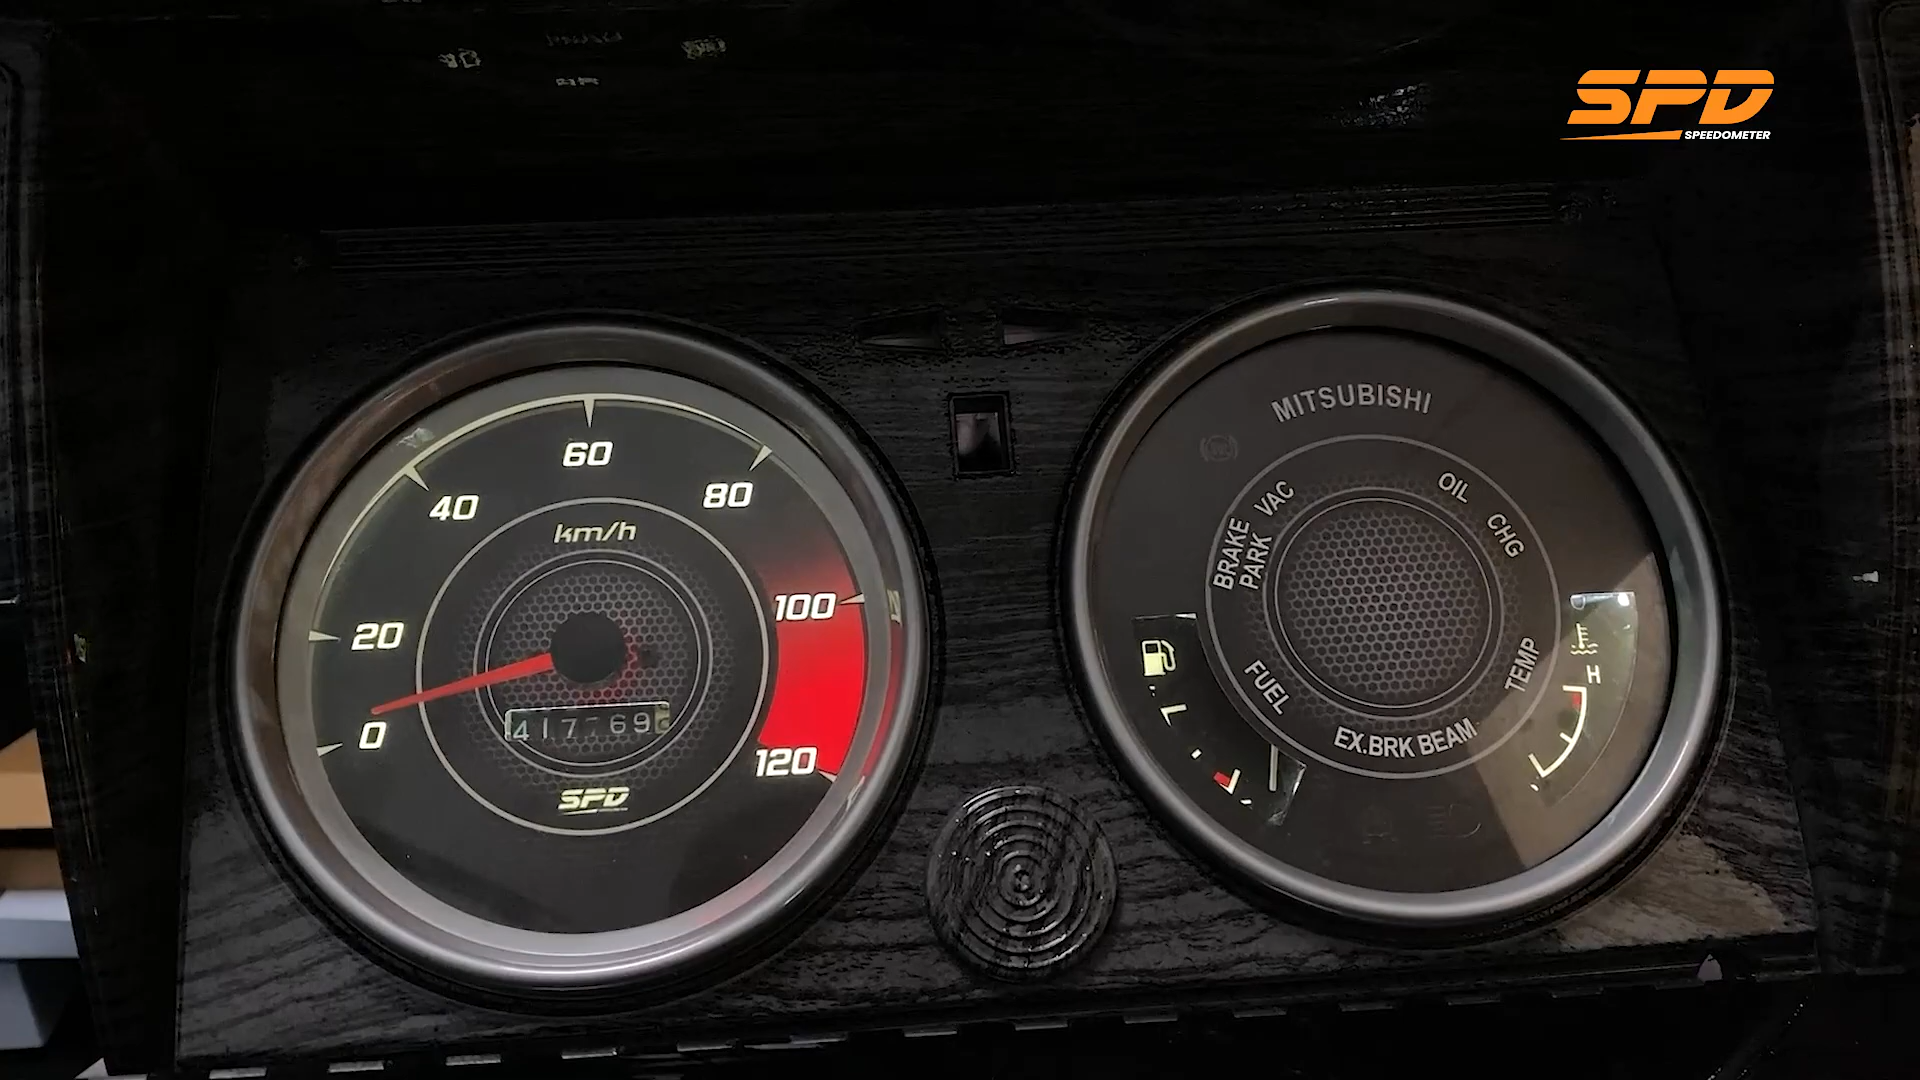 SPD
SPEEDOMETER
60
40
80
km/h
20
100
0
120
SPD
MITSUBISHI
VAC
OIL
BRAKE
PARK
CHG
FUEL
TEMP
H
EX.BRK BEAM